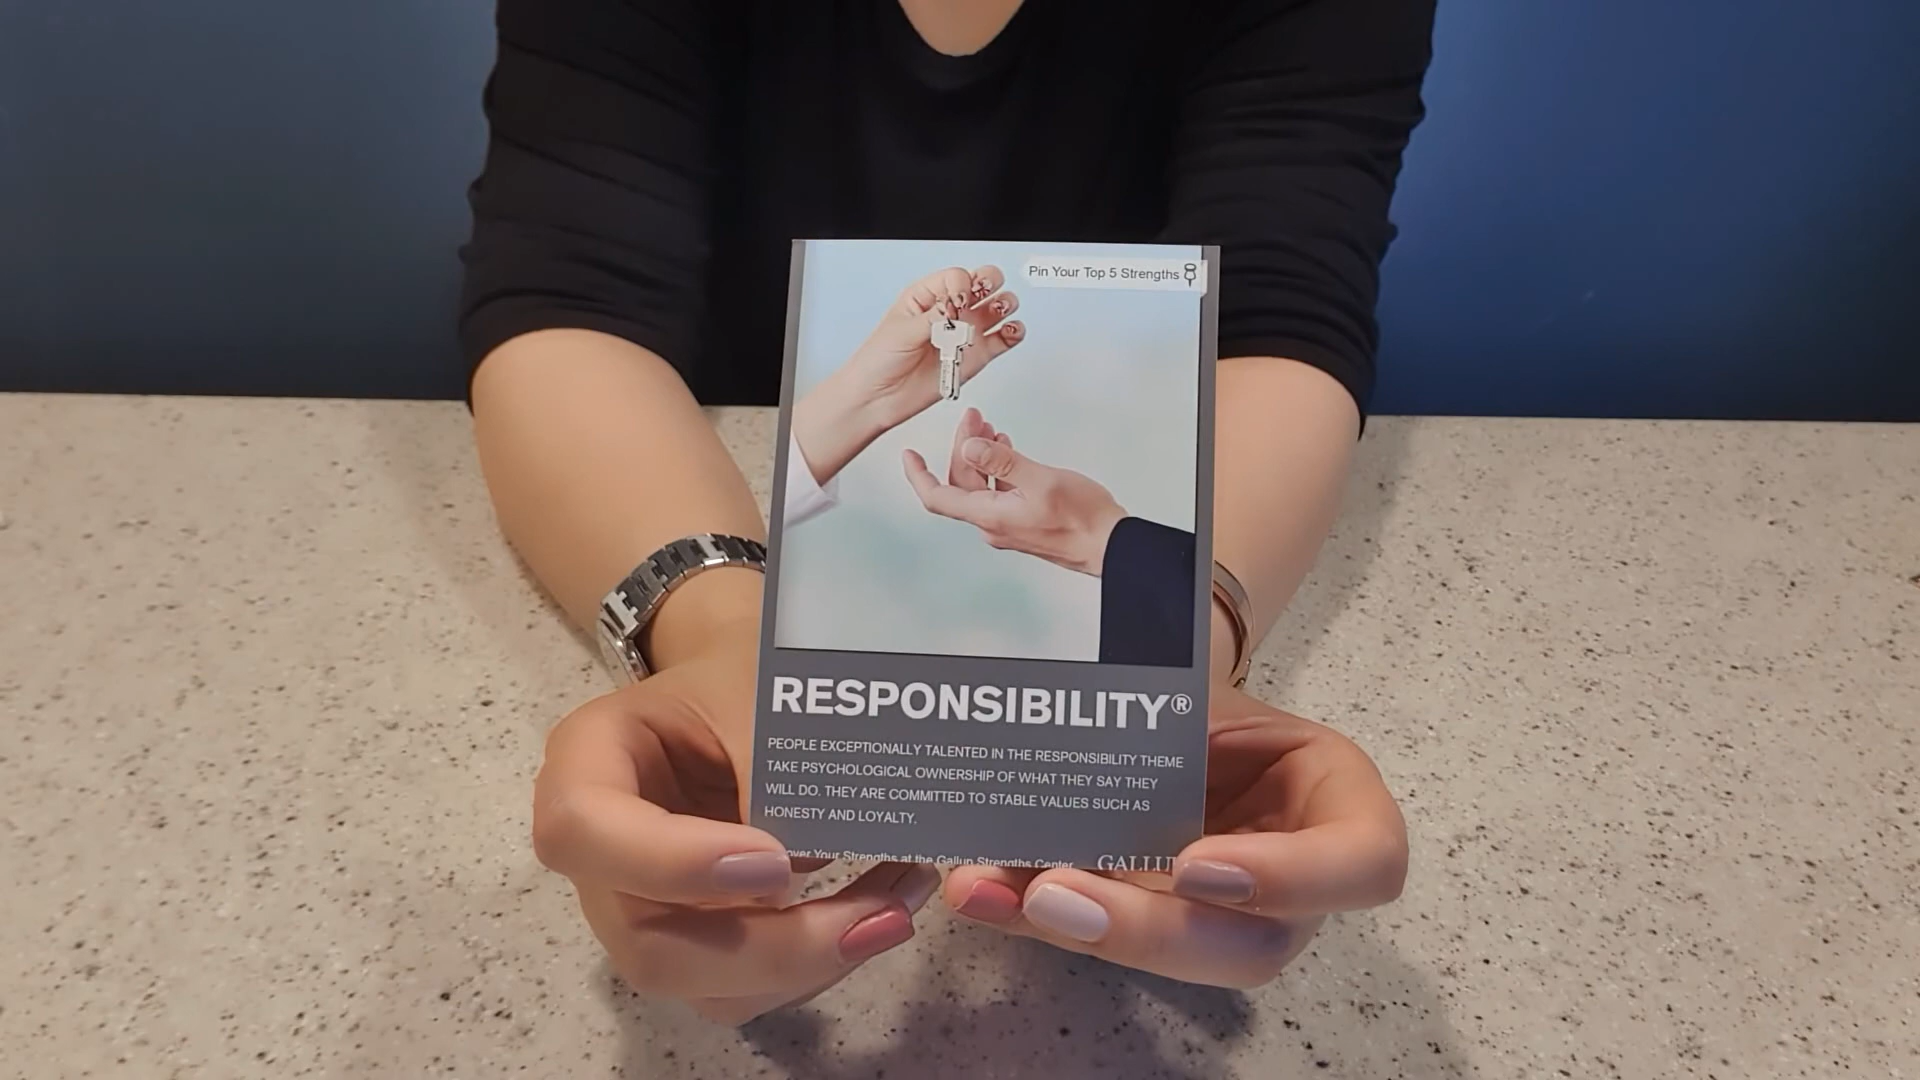 Pin Your Top 5 Strengths
RESPONSIBILITY®
PEOPLE EXCEPTIONALLY TALENTED IN THE RESPONSIBILITY THEME
TAKE PSYCHOLOGICAL OWNERSHIP OF WHAT THEY SAY THEY
WILL DO. THEY ARE COMMITTED TO STABLE VALUES SUCH AS
HONESTY AND LOYALTY.
Your Strengths at the Gallup Strengths Center